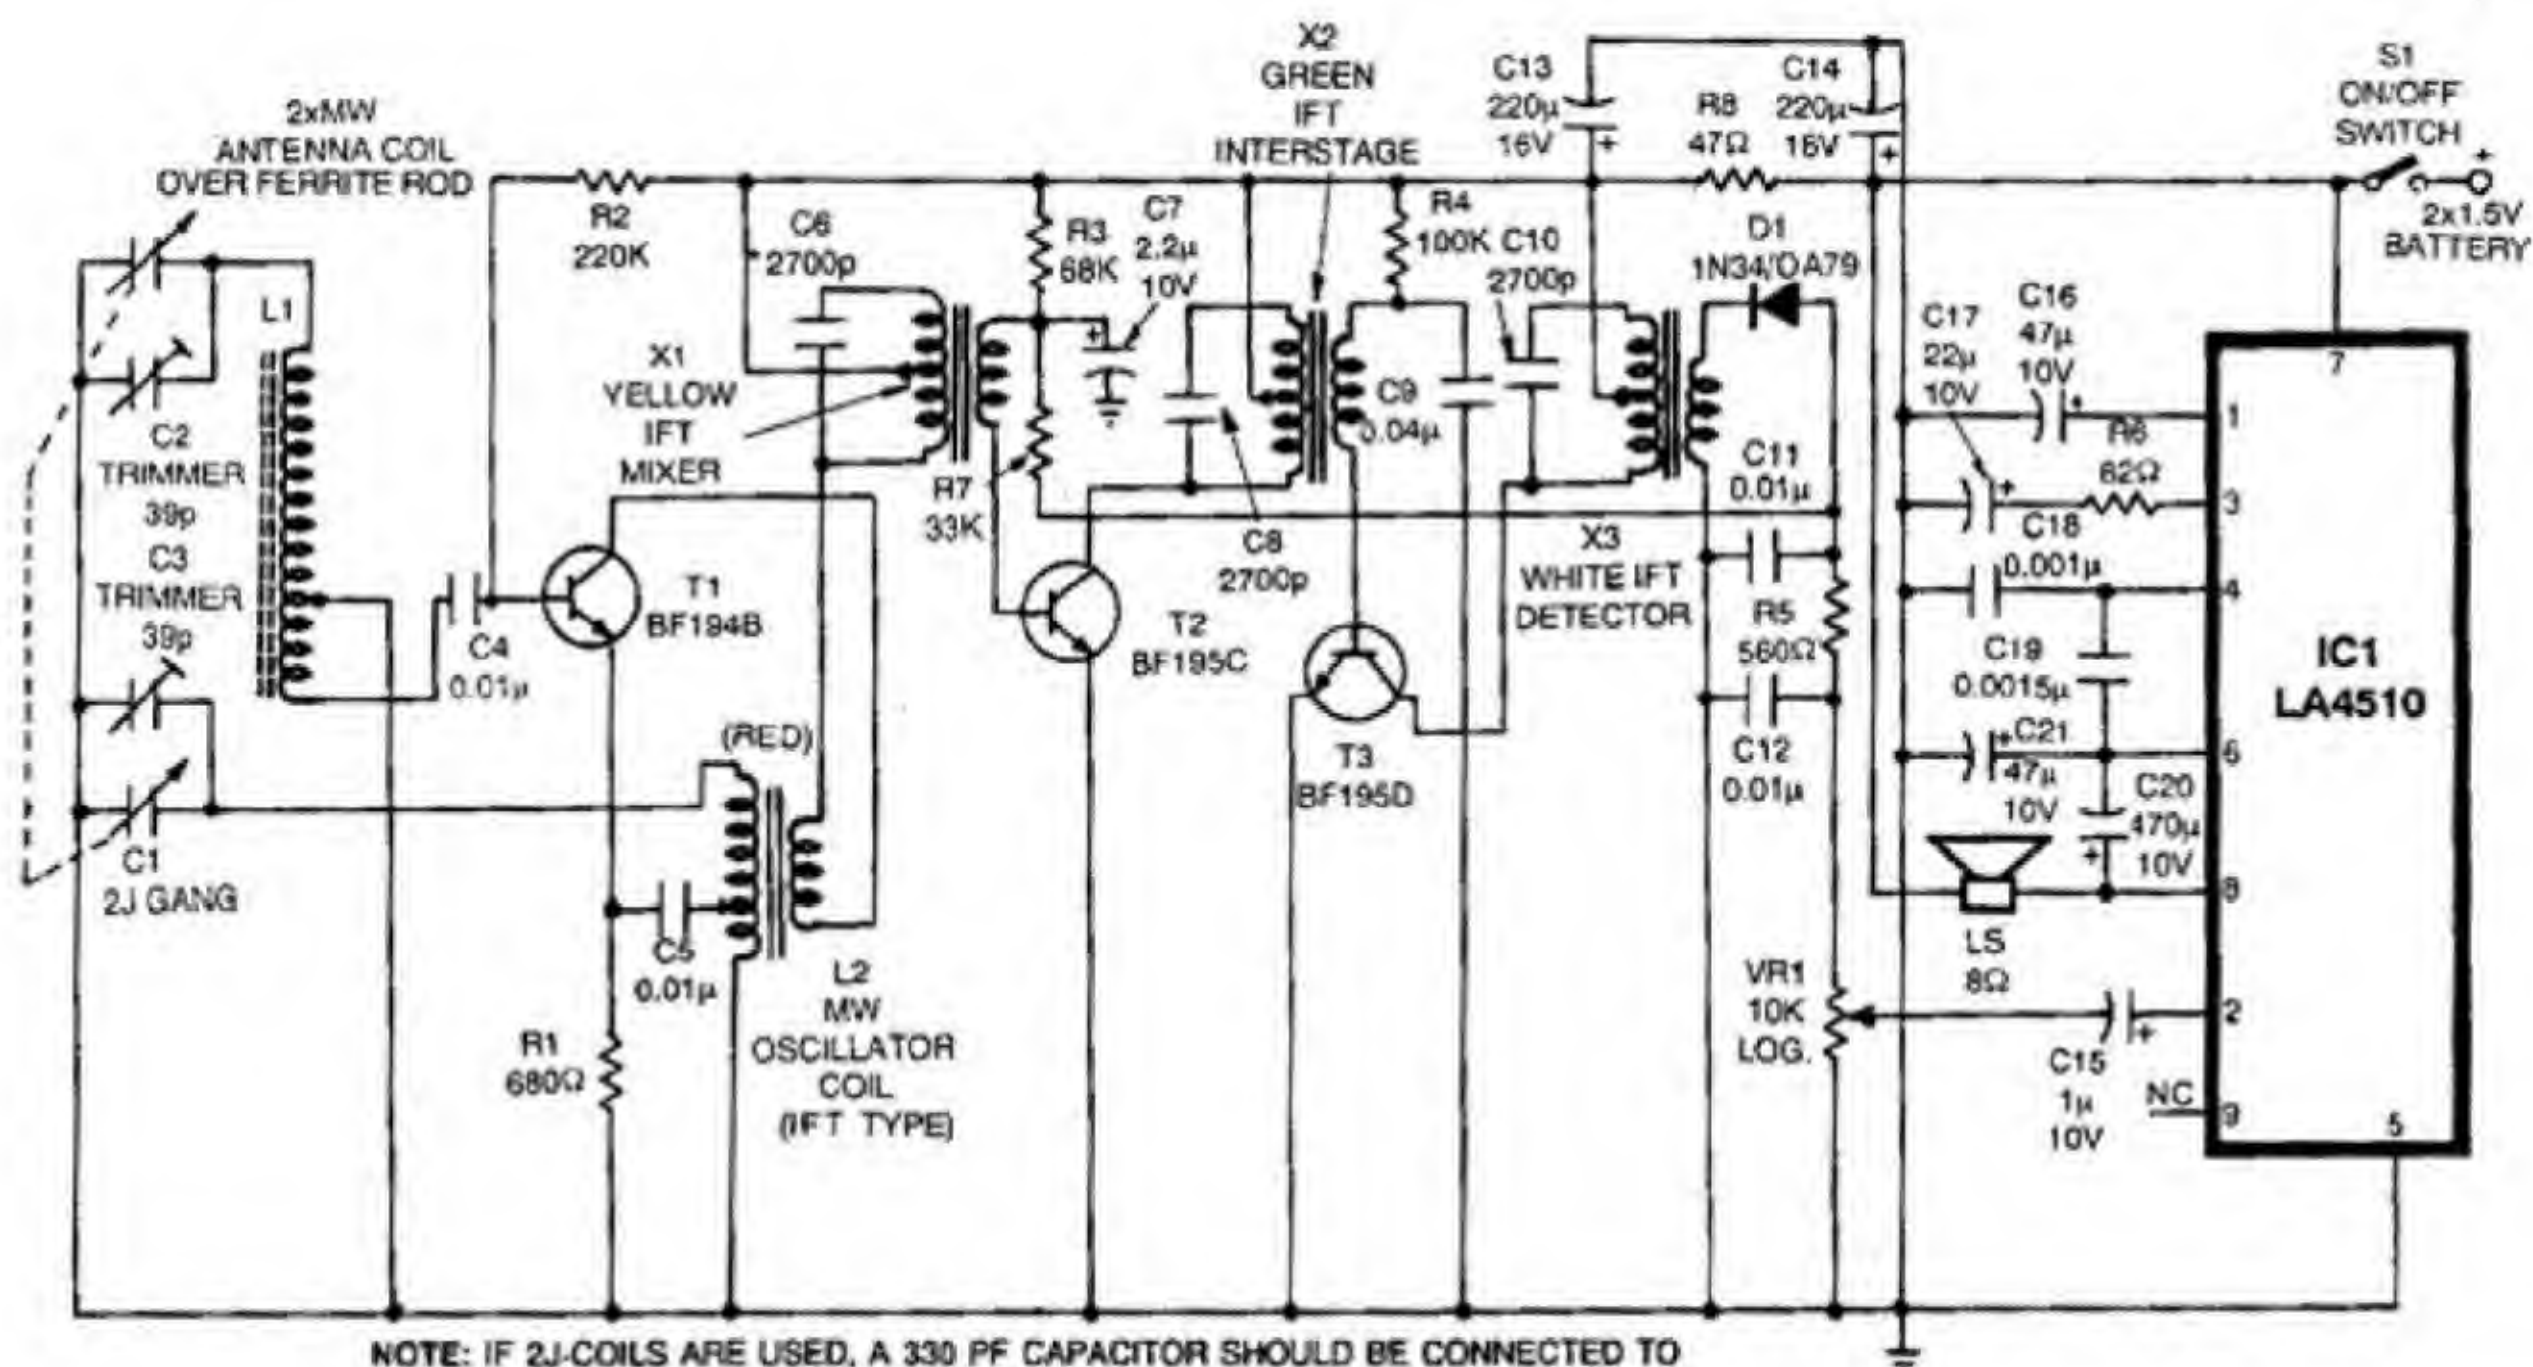 2xMW
ANTENNA COIL
OVER FERRITE ROD
L1
C2
TRIMMER
39p
C3
TRIMMER
39p
C1
2J GANG
R2
220K
C4
0.01µ
T1
BF194B
(RED)
C5
0.01µ
R1
680Ω
L2
MW
OSCILLATOR
COIL
(IFT TYPE)
C6
2700p
X1
YELLOW
IFT
MIXER
R3
68K
C7
2.2µ
10V
R7
33K
T2
BF195C
X2
GREEN
IFT
INTERSTAGE
C8
2700p
R4
100K
C9
0.04µ
C10
2700p
T3
BF195D
C13
220µ
16V
+
R8
47Ω
C14
220µ
16V
+
D1
1N34/OA79
X3
WHITE IFT
DETECTOR
C11
0.01µ
R5
560Ω
C12
0.01µ
VR1
10K
LOG.
S1
ON/OFF
SWITCH
+
2x1.5V
BATTERY
C17
22µ
10V
+
C16
47µ
10V
+
R6
62Ω
C18
0.001µ
C19
0.0015µ
C21
+
47µ
10V
C20
470µ
10V
+
LS
8Ω
C15
1µ
10V
+
NC
7
1
3
4
6
8
2
9
5
IC1
LA4510
+
NOTE: IF 2J-COILS ARE USED, A 330 PF CAPACITOR SHOULD BE CONNECTED TO